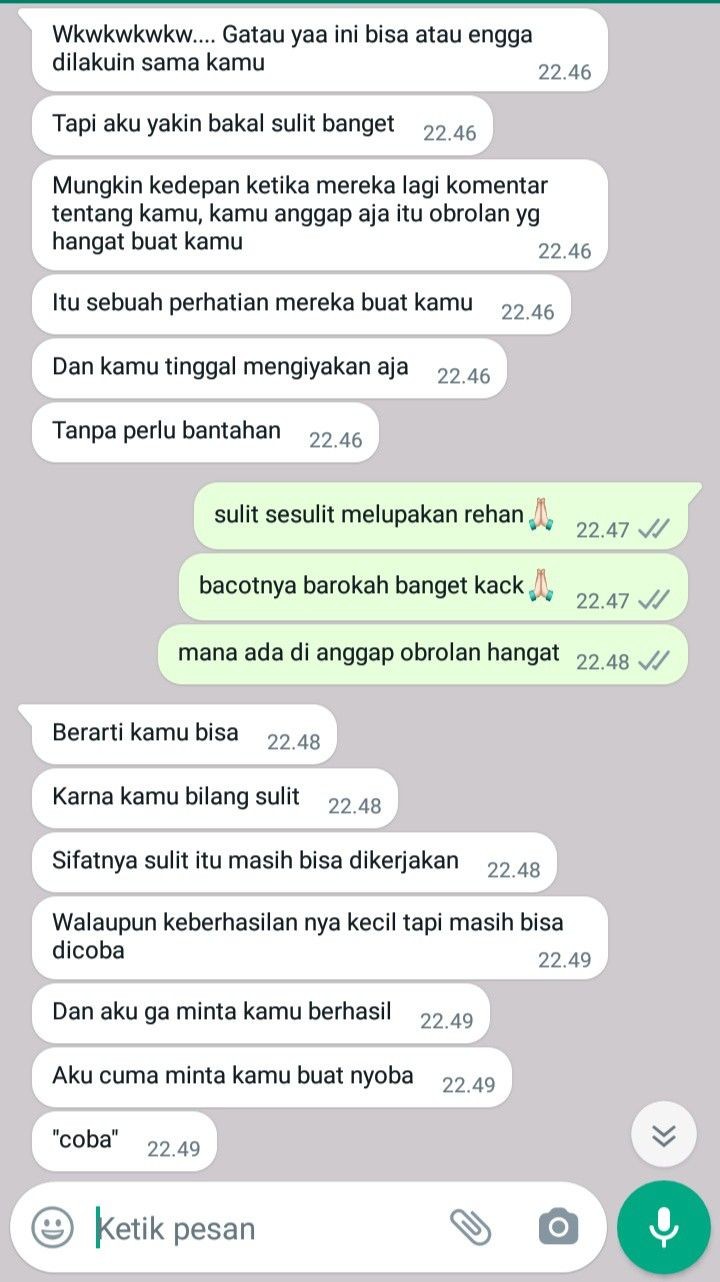 Wkwkwkwkw.... Gatau yaa ini bisa atau engga
dilakuin sama kamu
22.46
Tapi aku yakin bakal sulit banget 22.46
Mungkin kedepan ketika mereka lagi komentar
tentang kamu, kamu anggap aja itu obrolan yg
hangat buat kamu
22.46
Itu sebuah perhatian mereka buat kamu 22.46
Dan kamu tinggal mengiyakan aja 22.46
Tanpa perlu bantahan 22.46
sulit sesulit melupakan rehan🙏🏻 22.47
bacotnya barokah banget kack🙏🏻 22.47
mana ada di anggap obrolan hangat 22.48
Berarti kamu bisa 22.48
Karna kamu bilang sulit 22.48
Sifatnya sulit itu masih bisa dikerjakan 22.48
Walaupun keberhasilan nya kecil tapi masih bisa
dicoba
22.49
Dan aku ga minta kamu berhasil 22.49
Aku cuma minta kamu buat nyoba 22.49
"coba" 22.49
Ketik pesan